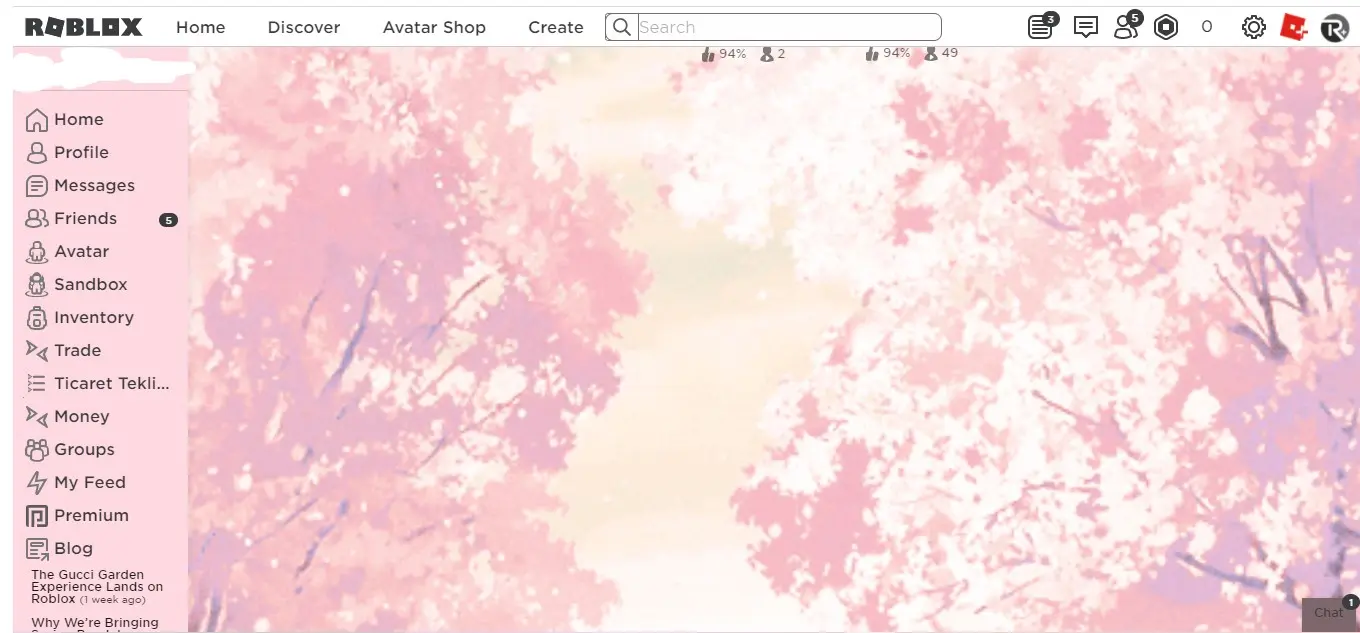 ROBLOX Home Discover Avatar Shop Create Search 3 5 0
94% 2 94% 49
Home
Profile
Messages
Friends 5
Avatar
Sandbox
Inventory
Trade
Ticaret Tekli...
Money
Groups
My Feed
Premium
Blog
The Gucci Garden
Experience Lands on
Roblox (1 week ago)
Why We're Bringing
Chat 1